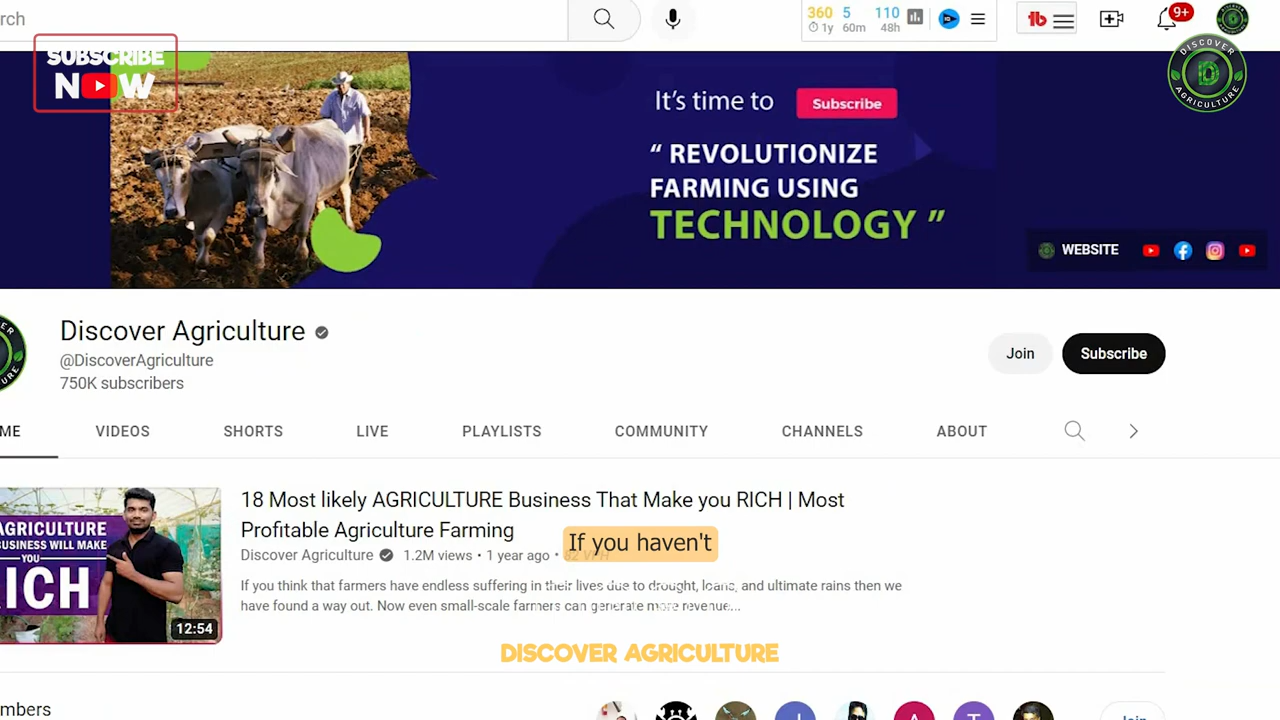 rch
360 5 110
1y 60m 48h
tb
9+
SUBSCRIBE
NOW
DISCOVER
D
AGRICULTURE
It's time to Subscribe
“ REVOLUTIONIZE
FARMING USING
TECHNOLOGY ”
WEBSITE
Discover Agriculture
@DiscoverAgriculture
750K subscribers
Join
Subscribe
ME VIDEOS SHORTS LIVE PLAYLISTS COMMUNITY CHANNELS ABOUT
AGRICULTURE
BUSINESS WILL MAKE
YOU
RICH
12:54
18 Most likely AGRICULTURE Business That Make you RICH | Most
Profitable Agriculture Farming
If you haven't
Discover Agriculture 1.2M views • 1 year ago •
If you think that farmers have endless suffering in their lives due to drought, loans, and ultimate rains then we
have found a way out. Now even small-scale farmers can generate more revenue...
DISCOVER AGRICULTURE
mbers
J
A
T
Join